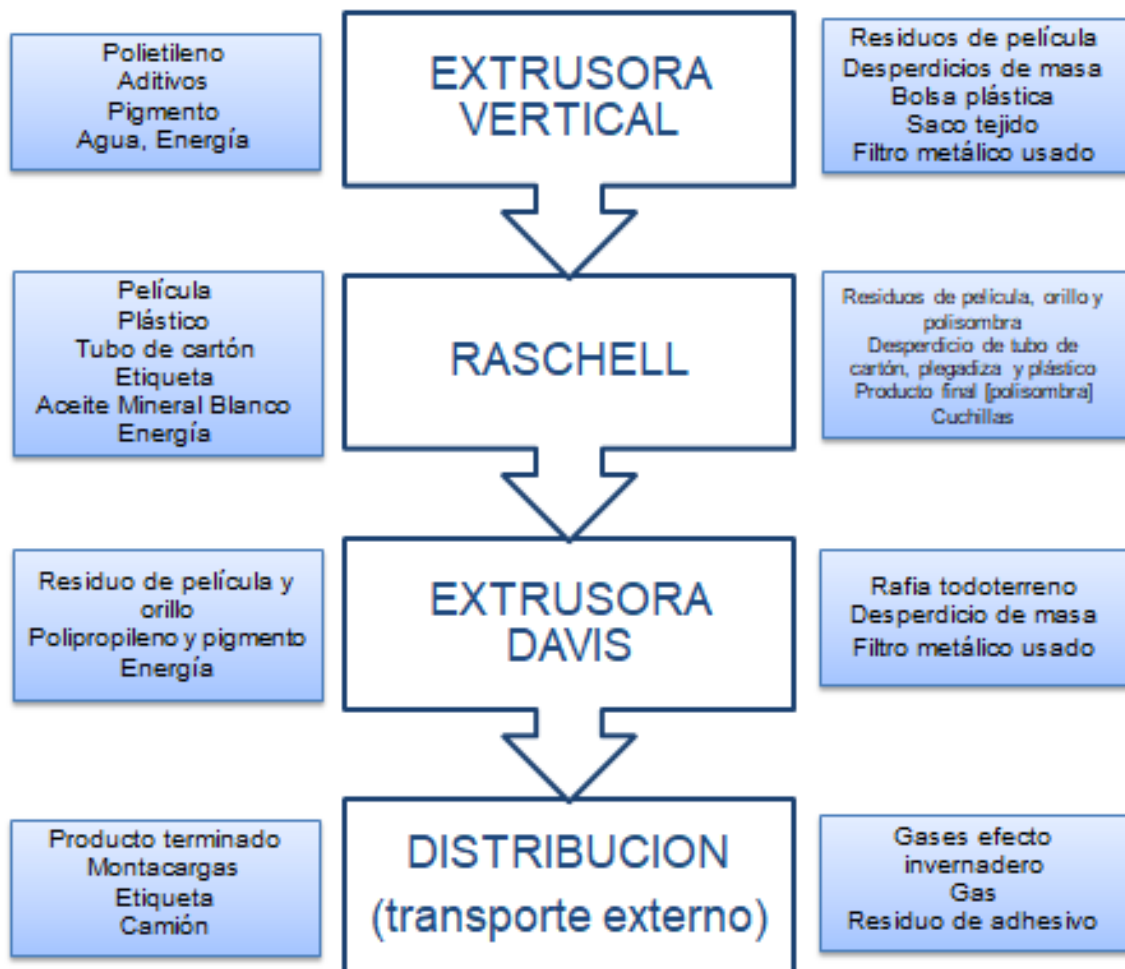 Polietileno
Aditivos
Pigmento
Agua, Energía
EXTRUSORA
VERTICAL
Residuos de película
Desperdicios de masa
Bolsa plástica
Saco tejido
Filtro metálico usado
Película
Plástico
Tubo de cartón
Etiqueta
Aceite Mineral Blanco
Energía
RASCHELL
Residuos de película, orillo y
polisombra
Desperdicio de tubo de
cartón, plegadiza y plástico
Producto final [polisombra]
Cuchillas
Residuo de película y
orillo
Polipropileno y pigmento
Energía
EXTRUSORA
DAVIS
Rafia todoterreno
Desperdicio de masa
Filtro metálico usado
Producto terminado
Montacargas
Etiqueta
Camión
DISTRIBUCION
(transporte externo)
Gases efecto
invernadero
Gas
Residuo de adhesivo